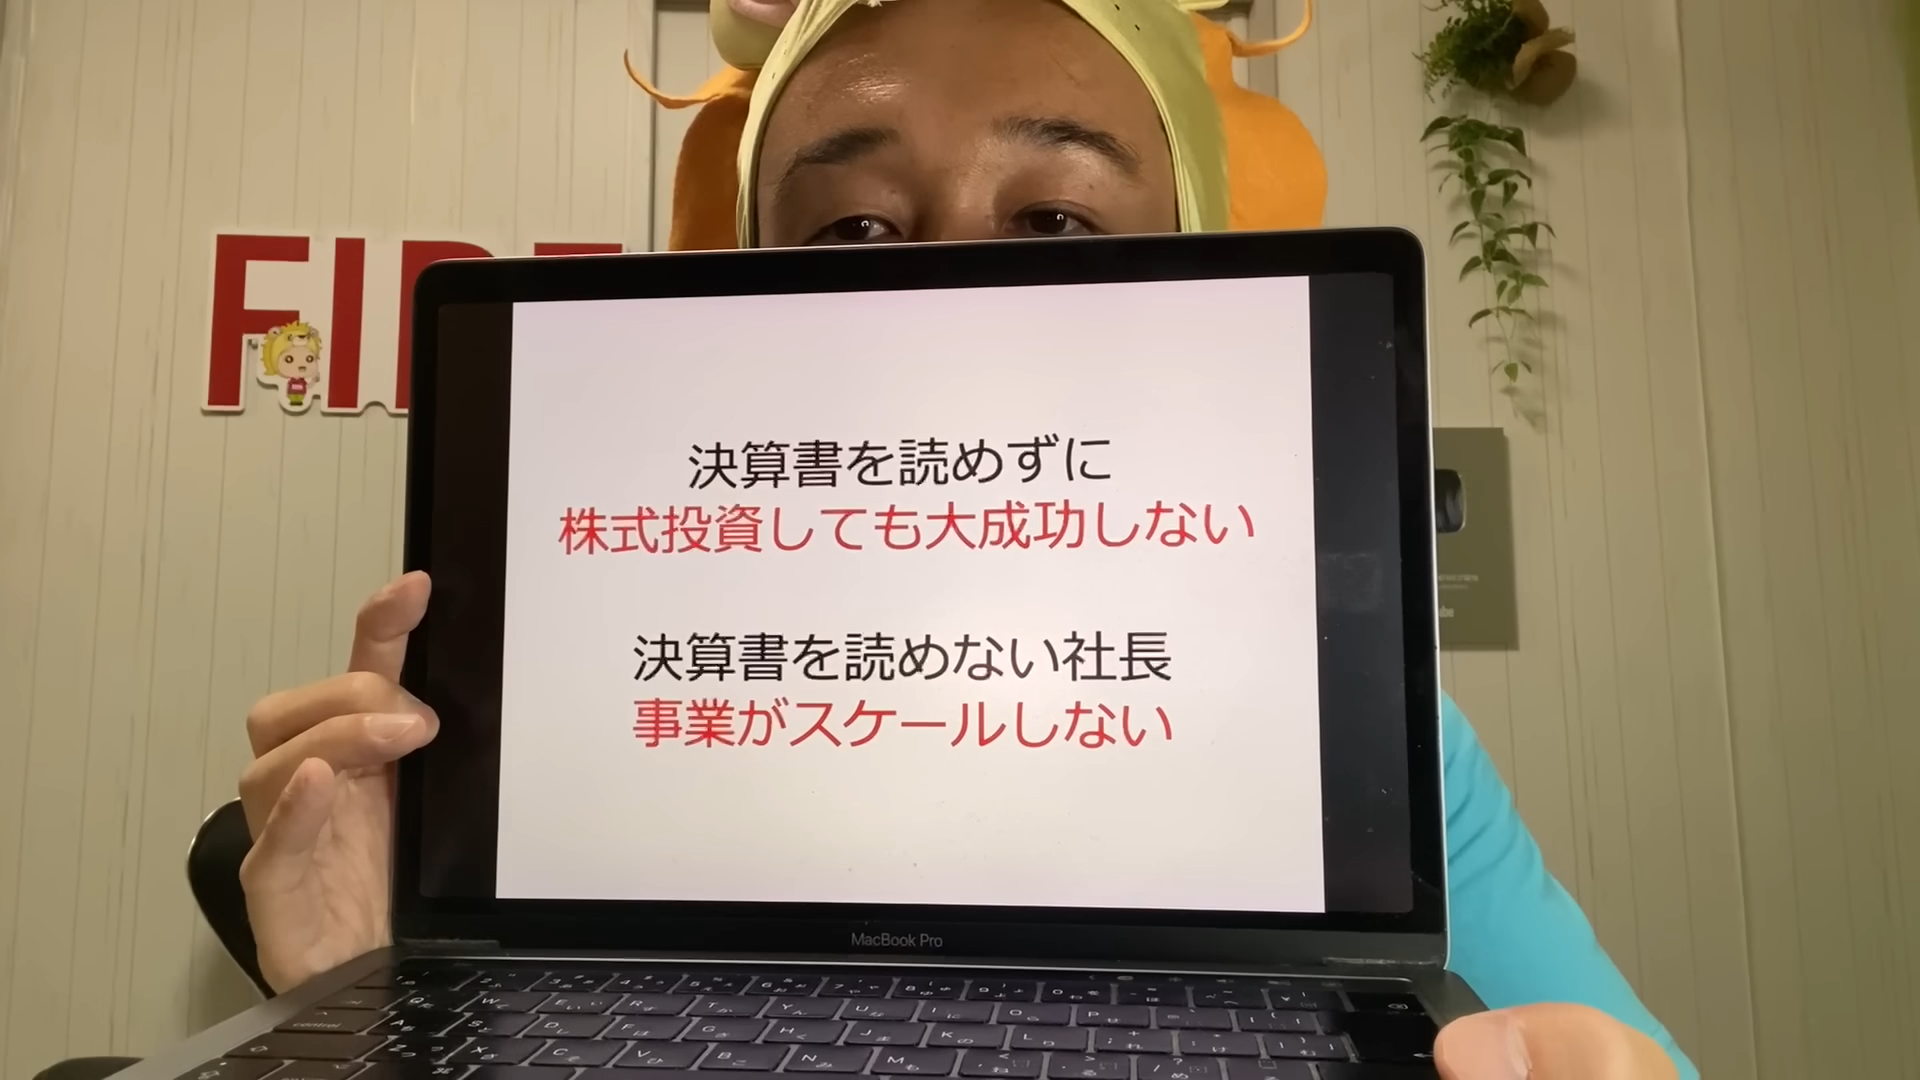 FI
決算書を読めずに
株式投資しても大成功しない
決算書を読めない社長
事業がスケールしない
MacBook Pro
control